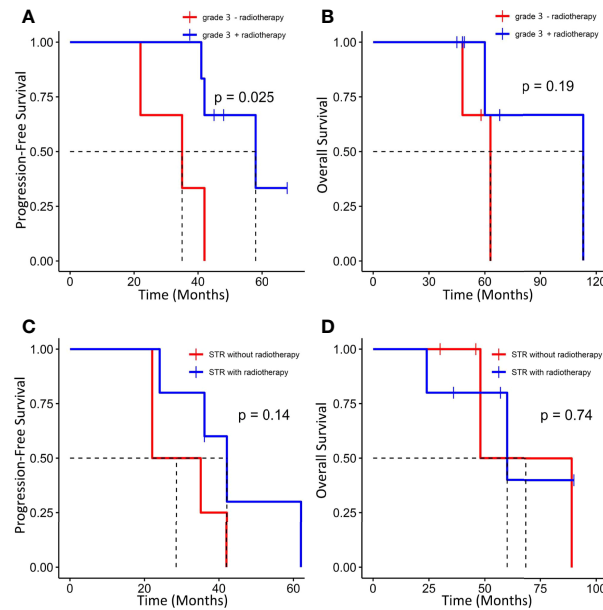 A
grade 3 - radiotherapy
grade 3 + radiotherapy
1.00
0.75
0.50
0.25
0.00
p = 0.025
Progression-Free Survival
0
20
40
60
Time (Months)
B
grade 3 - radiotherapy
grade 3 + radiotherapy
1.00
0.75
0.50
0.25
0.00
p = 0.19
Overall Survival
0
30
60
90
120
Time (Months)
C
STR without radiotherapy
STR with radiotherapy
1.00
0.75
0.50
0.25
0.00
p = 0.14
Progression-Free Survival
0
20
40
60
Time (Months)
D
STR without radiotherapy
STR with radiotherapy
1.00
0.75
0.50
0.25
0.00
p = 0.74
Overall Survival
0
25
50
75
100
Time (Months)